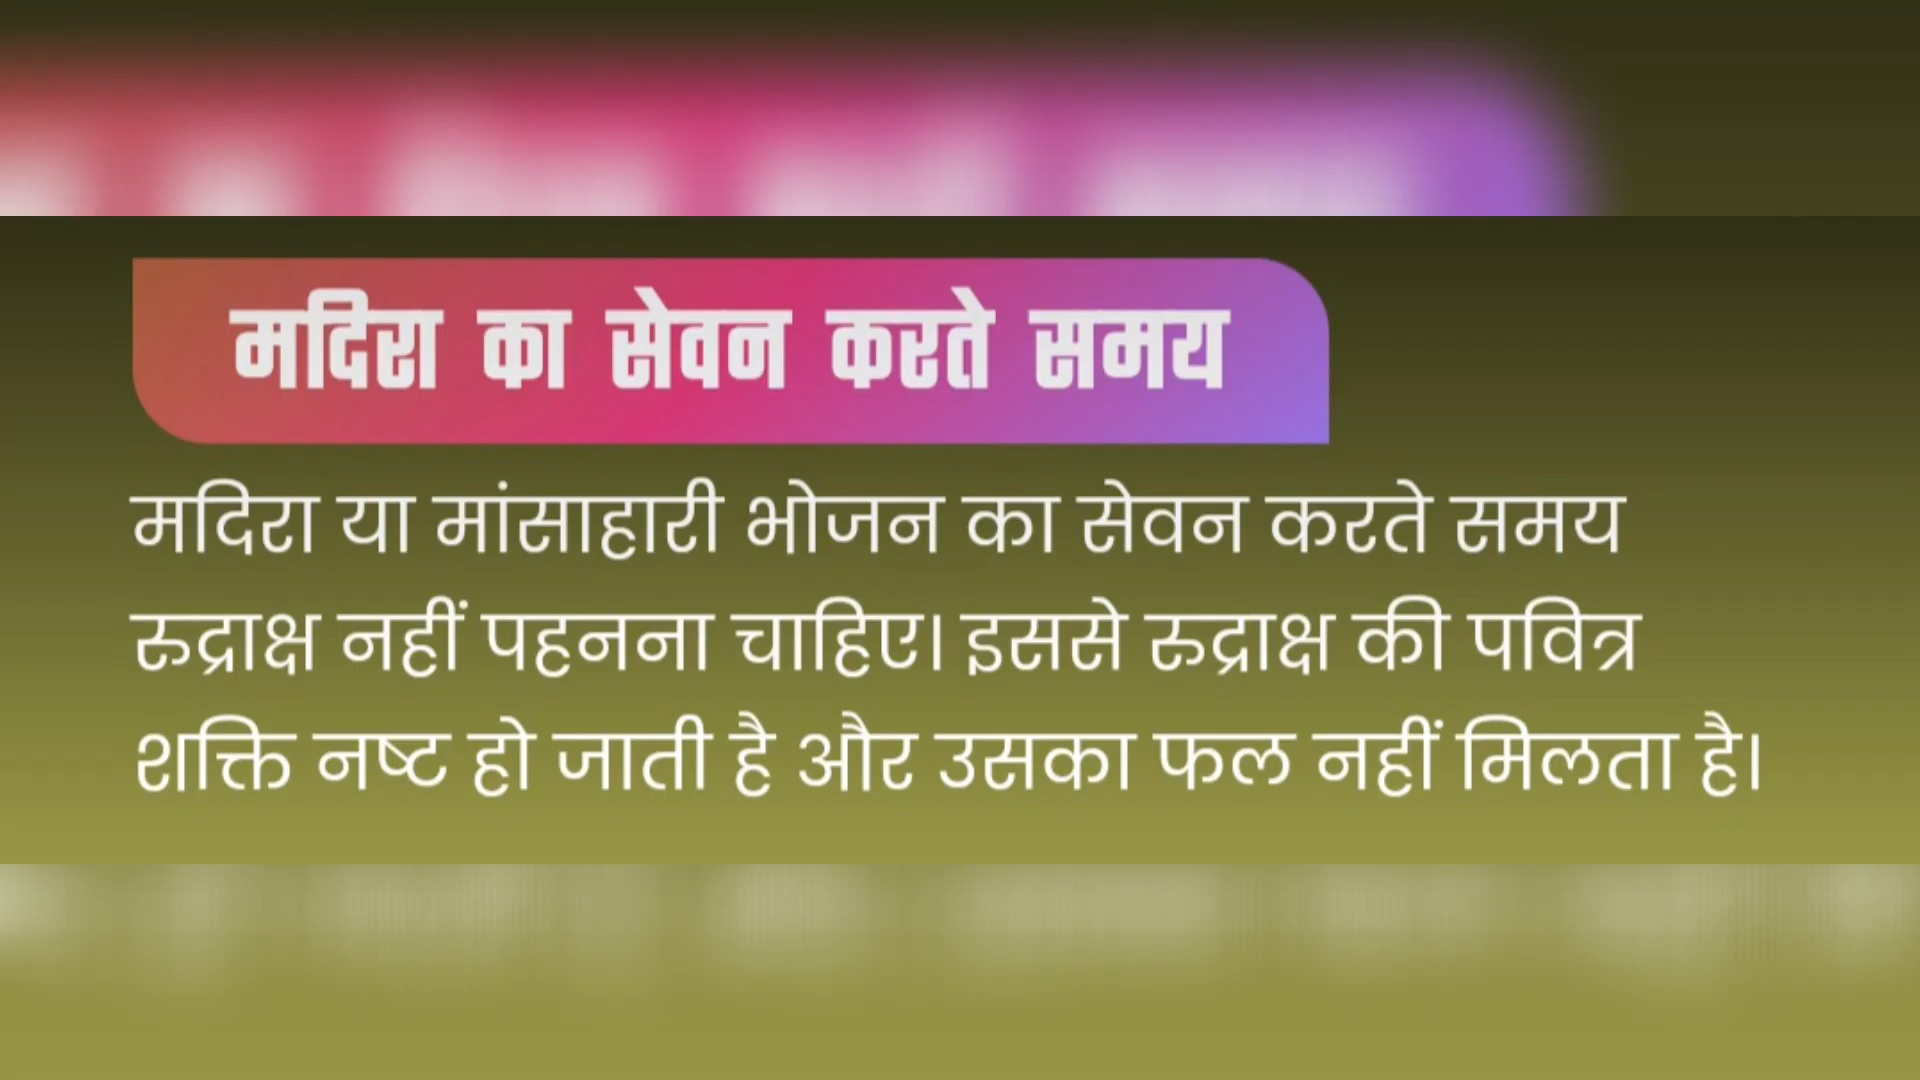 मदिरा का सेवन करते समय
मदिरा या मांसाहारी भोजन का सेवन करते समय
रुद्राक्ष नहीं पहनना चाहिए। इससे रुद्राक्ष की पवित्र
शक्ति नष्ट हो जाती है और उसका फल नहीं मिलता है।